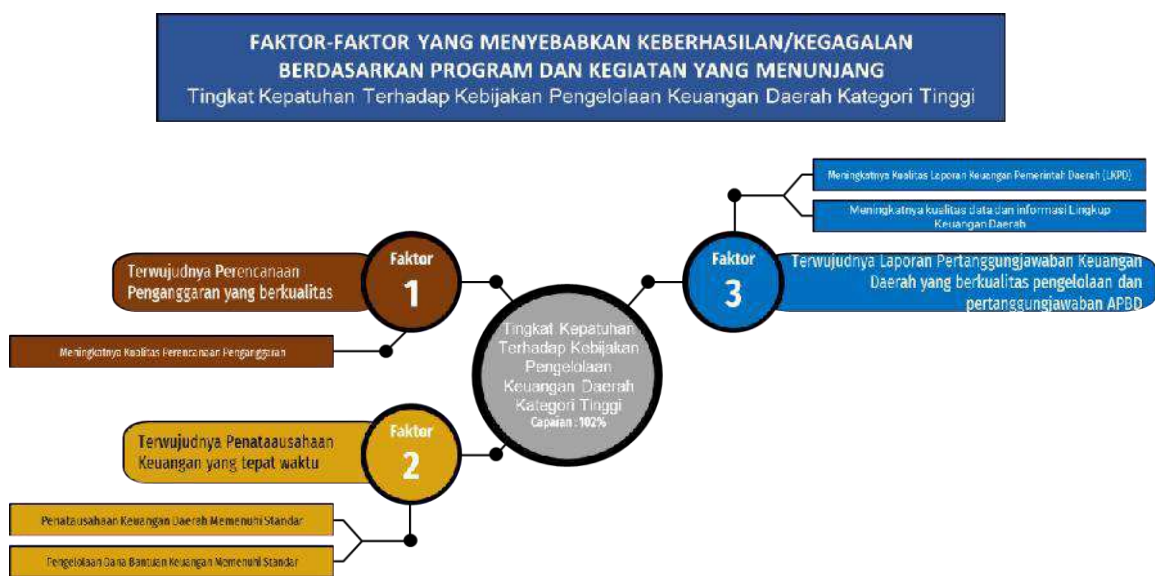 FAKTOR-FAKTOR YANG MENYEBABKAN KEBERHASILAN/KEGAGALAN
BERDASARKAN PROGRAM DAN KEGIATAN YANG MENUNJANG
Tingkat Kepatuhan Terhadap Kebijakan Pengelolaan Keuangan Daerah Kategori Tinggi
Terwujudnya Perencanaan
Penganggaran yang berkualitas
Faktor
1
Meningkatnya Kualitas Perencanaan Penganggaran
Terwujudnya Penataausahaan
Keuangan yang tepat waktu
Faktor
2
Penatausahaan Keuangan Daerah Memenuhi Standar
Pengelolaan Dana Bantuan Keuangan Memenuhi Standar
Tingkat Kepatuhan
Terhadap Kebijakan
Pengelolaan
Keuangan Daerah
Kategori Tinggi
Capaian : 102%
Meningkatnya Kualitas Laporan Keuangan Pemerintah Daerah (LKPD)
Meningkatnya kualitas data dan informasi Lingkup
Keuangan Daerah
Faktor
3
Terwujudnya Laporan Pertanggungjawaban Keuangan
Daerah yang berkualitas pengelolaan dan
pertanggungjawaban APBD